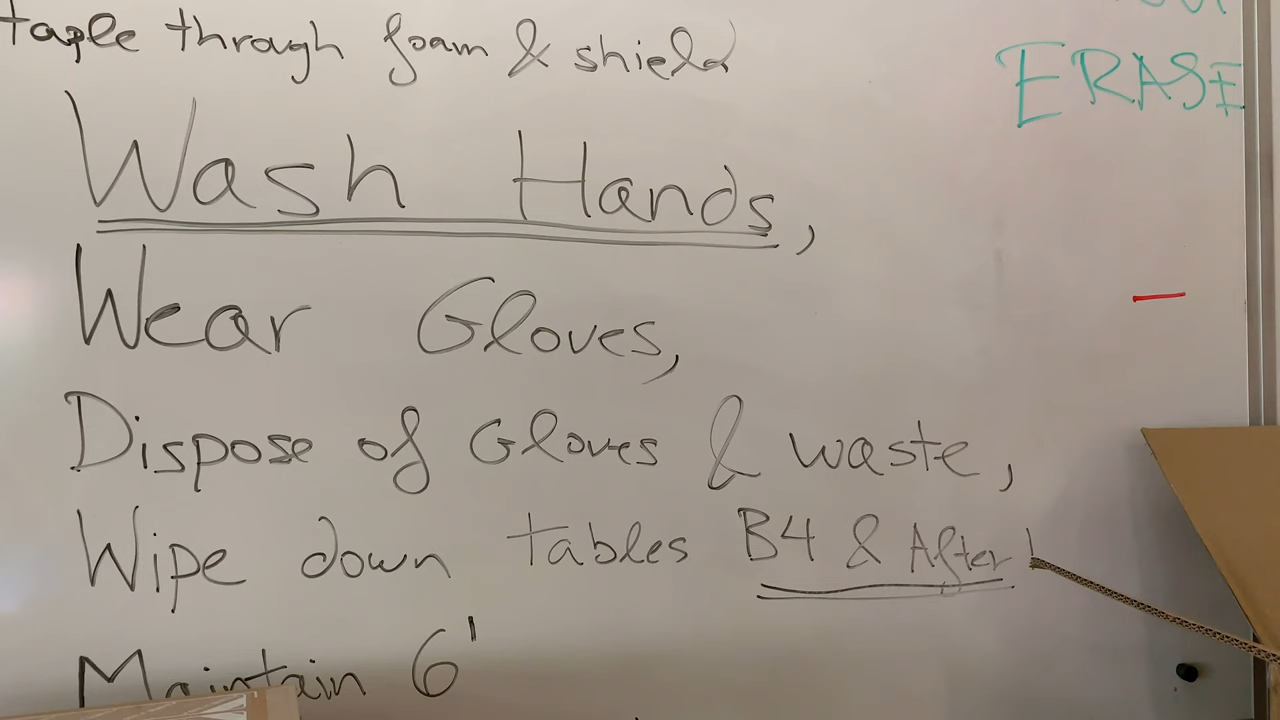 taple through foam & shield
ERASE
Wash Hands,
Wear Gloves,
Dispose of Gloves & waste,
Wipe down tables B4 & After!
Maintain 6'